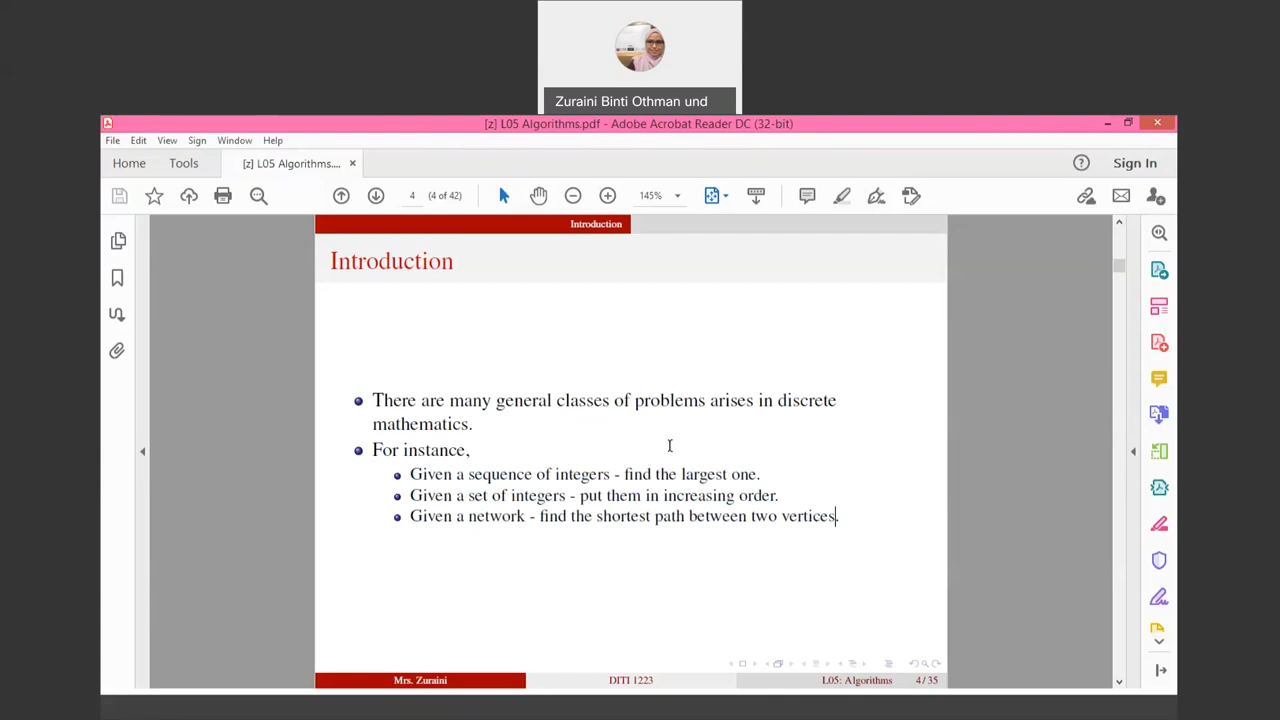 Zuraini Binti Othman und
[z] L05 Algorithms.pdf - Adobe Acrobat Reader DC (32-bit)
File Edit View Sign Window Help
Home Tools [z] L05 Algorithms.... × Sign In
4 (4 of 42) 145%
Introduction
Introduction
There are many general classes of problems arises in discrete
mathematics.
For instance,
Given a sequence of integers - find the largest one.
Given a set of integers - put them in increasing order.
Given a network - find the shortest path between two vertices.
Mrs. Zuraini DITI 1223 L05: Algorithms 4 / 35